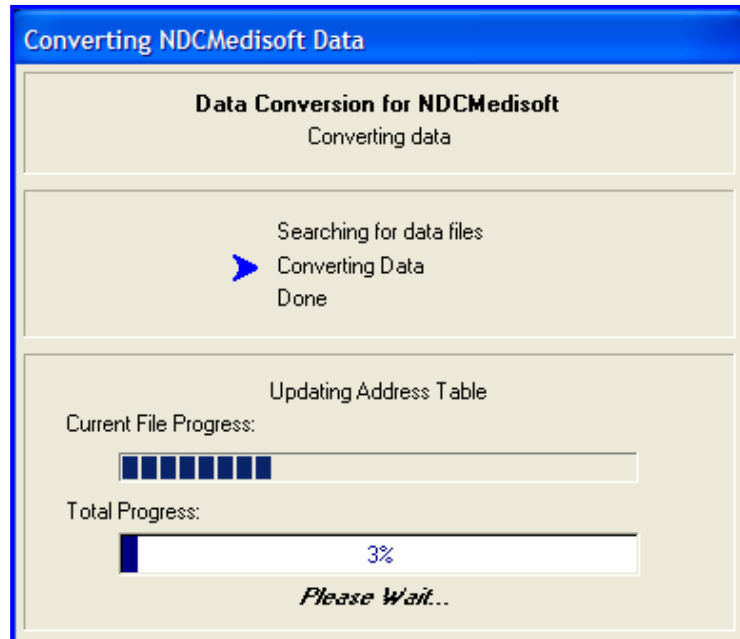 Converting NDCMedisoft Data
Data Conversion for NDCMedisoft
Converting data
Searching for data files
Converting Data
Done
Updating Address Table
Current File Progress:
Total Progress:
3%
Please Wait...